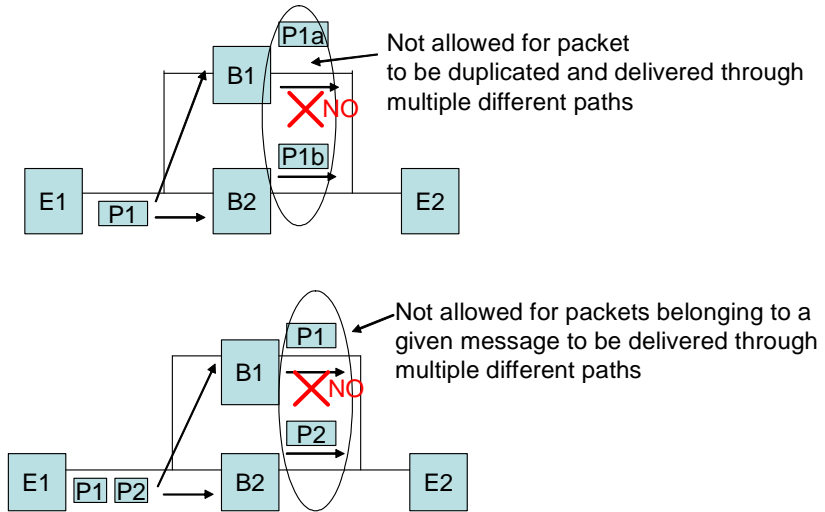 P1a
Not allowed for packet
to be duplicated and delivered through
multiple different paths
B1
NO
P1b
E1
P1
B2
E2
Not allowed for packets belonging to a
given message to be delivered through
multiple different paths
P1
B1
NO
P2
E1
P1 P2
B2
E2